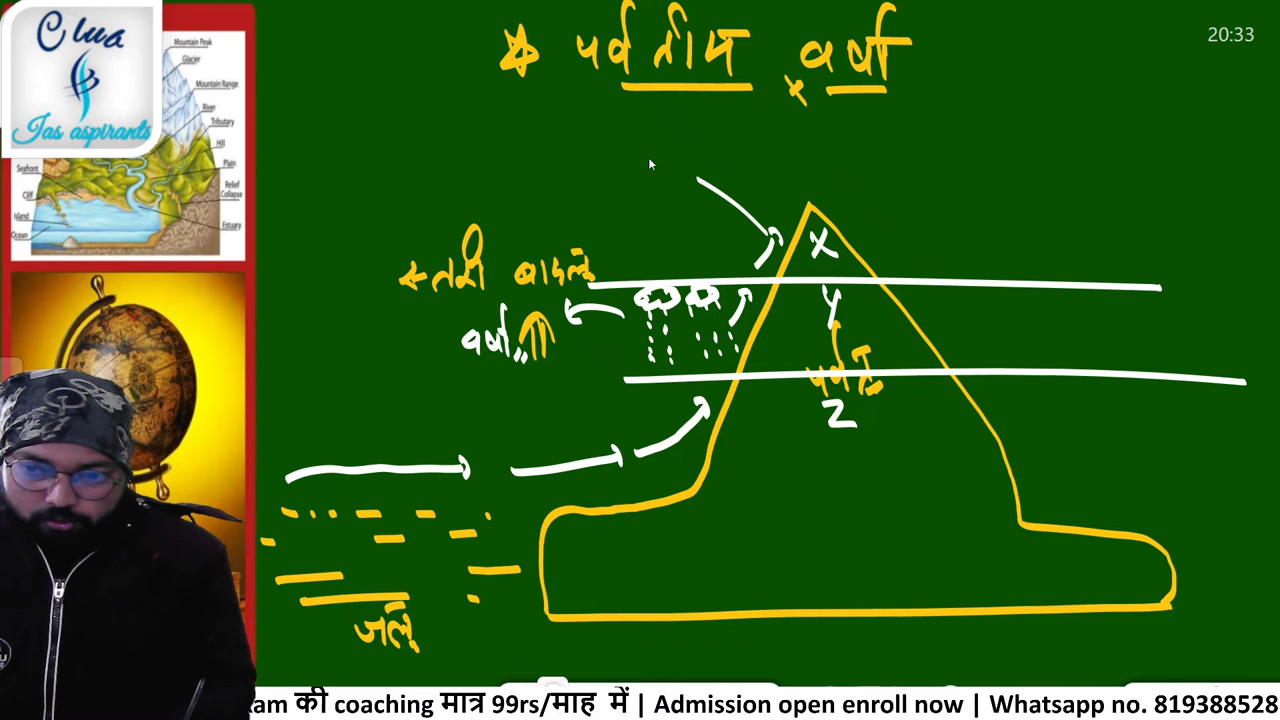 Clua
Ias aspirants
Mountain Peak
Glacier
Mountain Range
River
Tributary
Hill
Plain
Relief
Colapse
Estuary
Seafront
Cliff
Island
Ocean
20:33
* पर्वतीय वर्षा
x
X
स्तरी बादल
वर्षा
Y
पर्वत
Z
जल
am की coaching मात्र 99rs/माह में | Admission open enroll now | Whatsapp no. 819388528